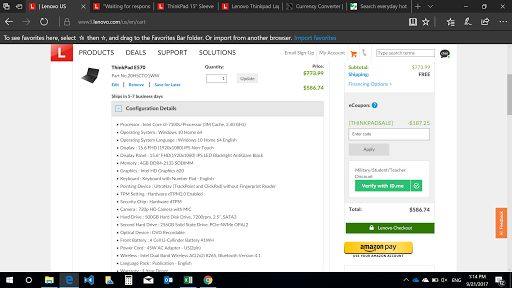 Lenovo US
"Waiting for respons
ThinkPad 15" Sleeve
Lenovo Thinkpad Lap
Currency Converter |
Search everyday hot
www3.lenovo.com/us/en/cart
To see favorites here, select ☆ then ☆, and drag to the Favorites Bar folder. Or import from another browser. Import favorites
L PRODUCTS DEALS SUPPORT SOLUTIONS
Email Sign Up My Account
Type search terms
ThinkPad E570
Part No:20H5CTO1WW
Edit | Remove | Save for Later
Ships in 5-7 business days
Quantity:
1
Update
Price:
$773.99
$586.74
Configuration Details
• Processor : Intel Core i3-7100U Processor (3M Cache, 2.40 GHz)
• Operating System : Windows 10 Home 64
• Operating System Language : Windows 10 Home 64 English
• Display : 15.6 FHD (1920x1080) IPS Non-Touch
• Display Panel : 15.6" FHD(1920x1080) IPS LED Backlight AntiGlare Black
• Memory : 4GB DDR4-2133 SODIMM
• Graphics : Intel HD Graphics 620
• Keyboard : Keyboard with Number Pad - English
• Pointing Device : UltraNav (TrackPoint and ClickPad) without Fingerprint Reader
• TPM Setting : Hardware dTPM2.0 Enabled
• Security Chip : Hardware dTPM
• Camera : 720p HD Camera with MIC
• Hard Drive : 500GB Hard Disk Drive, 7200rpm, 2.5", SATA3
• Second Hard Drive : 256GB Solid State Drive, PCIe-NVMe OPAL2
• Optical Device : DVD Recordable
• Front Battery : 4 Cell Li-Cylinder Battery 41WH
• Power Cord : 45W AC Adapter - US(2pin)
• Wireless : Intel Dual Band Wireless AC(2x2) 8265, Bluetooth Version 4.1
• Language Pack : Publication - English
• Warranty : 1 Year Depot
Subtotal: $773.99
Shipping: FREE
Financing Options >
eCoupon:
[THINKPADSALE] -$187.25
Enter code
Apply
Military/Student/Teacher
Discount
Verify with ID.me
Total: $586.74
Lenovo Checkout
amazon pay
USE YOUR AMAZON ACCOUNT
Feedback
ENG
1:14 PM
9/21/2017